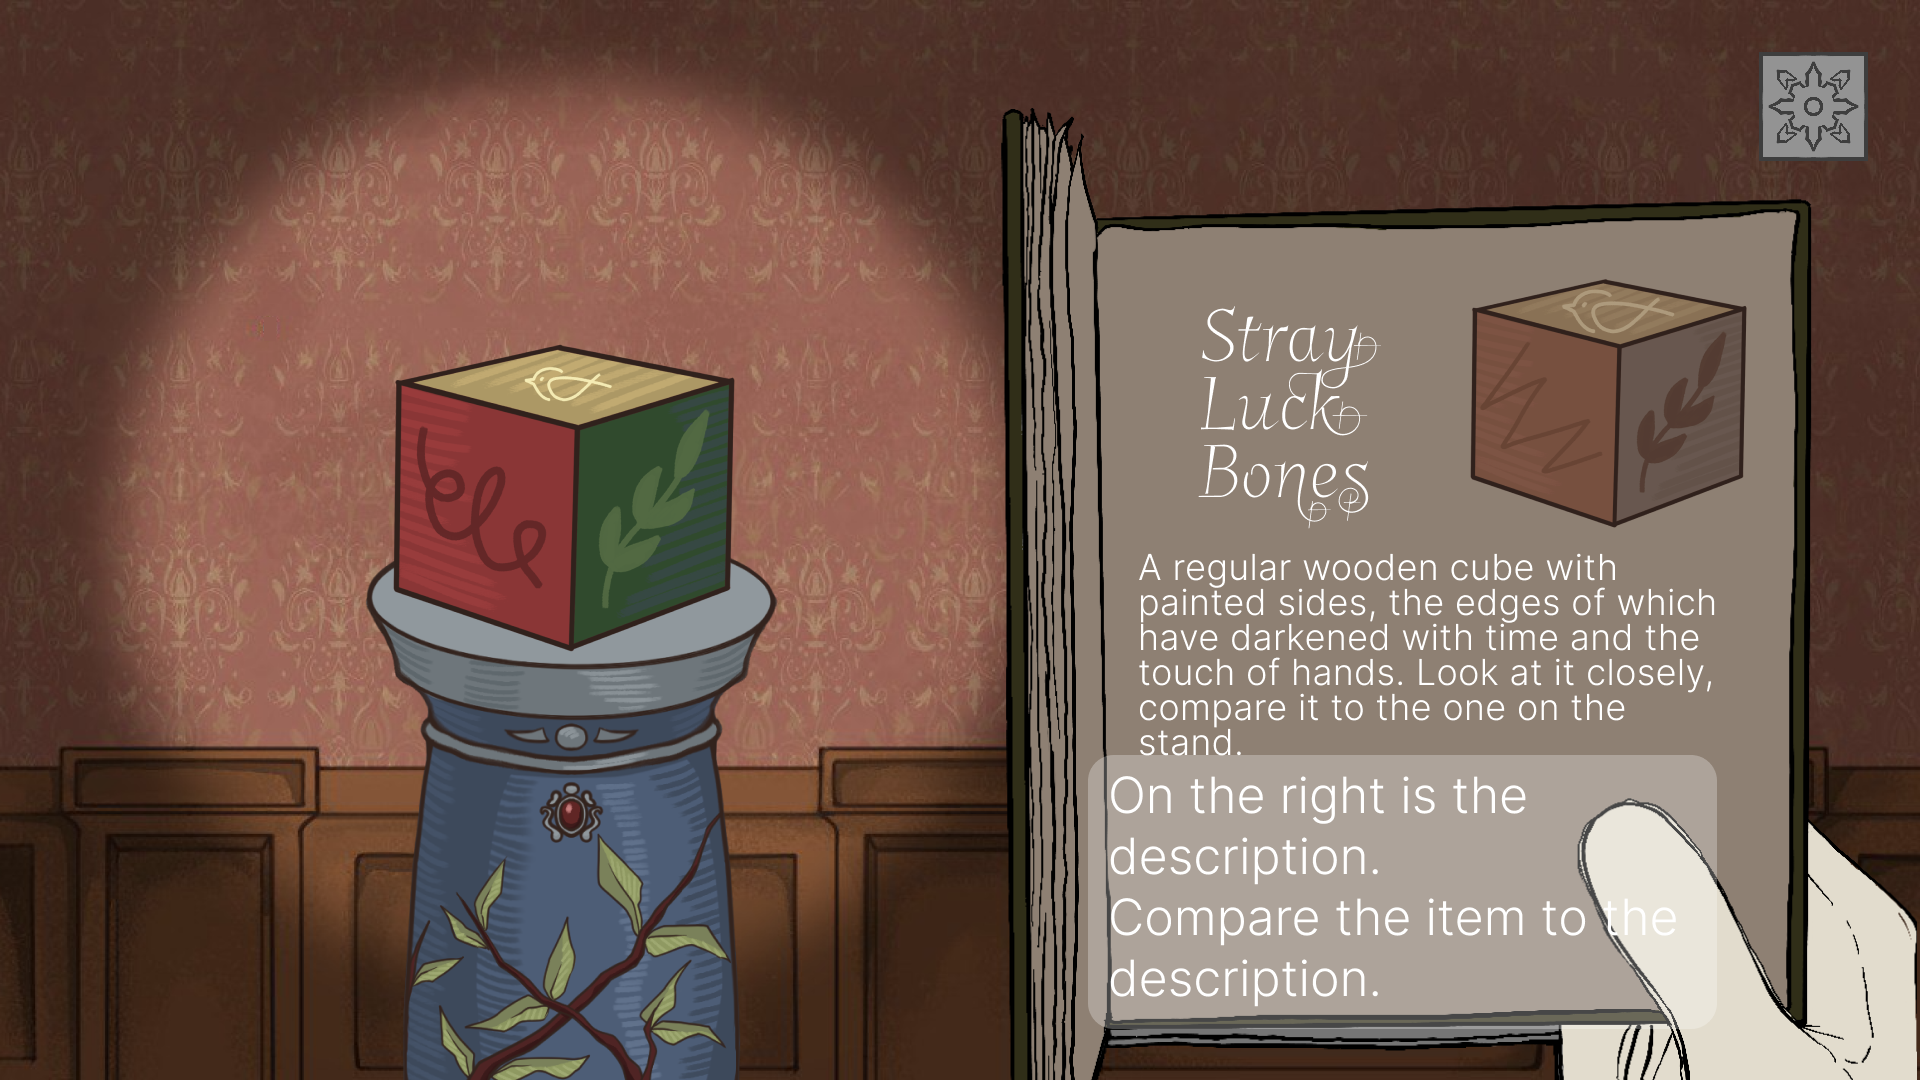 Stray
Luck
Bones
A regular wooden cube with
painted sides, the edges of which
have darkened with time and the
touch of hands. Look at it closely,
compare it to the one on the
stand.
On the right is the
description.
Compare the item to the
description.